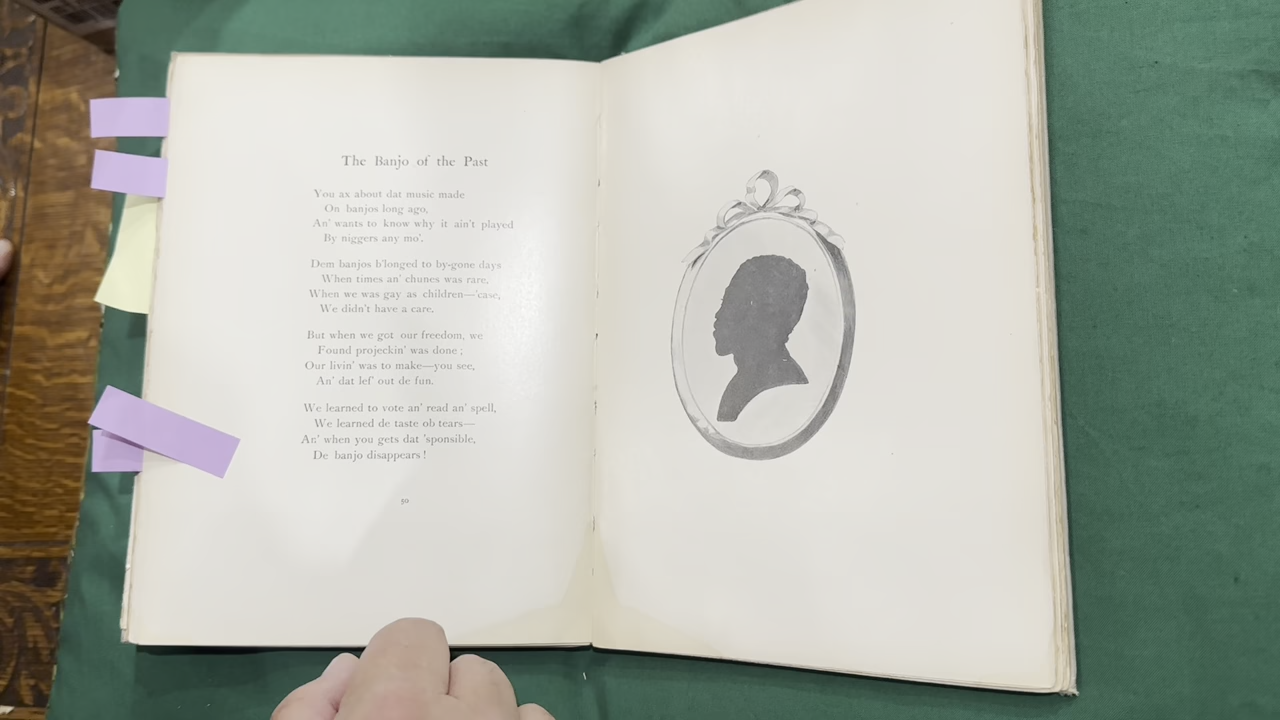 The Banjo of the Past
You ax about dat music made
On banjos long ago,
An' wants to know why it ain't played
By niggers any mo'.
Dem banjos b'longed to by-gone days
When times an' chunes was rare,
When we was gay as children—'case,
We didn't have a care.
But when we got our freedom, we
Found projeckin' was done ;
Our livin' was to make—you see,
An' dat lef' out de fun.
We learned to vote an' read an' spell,
We learned de taste ob tears—
An' when you gets dat 'sponsible,
De banjo disappears !
50